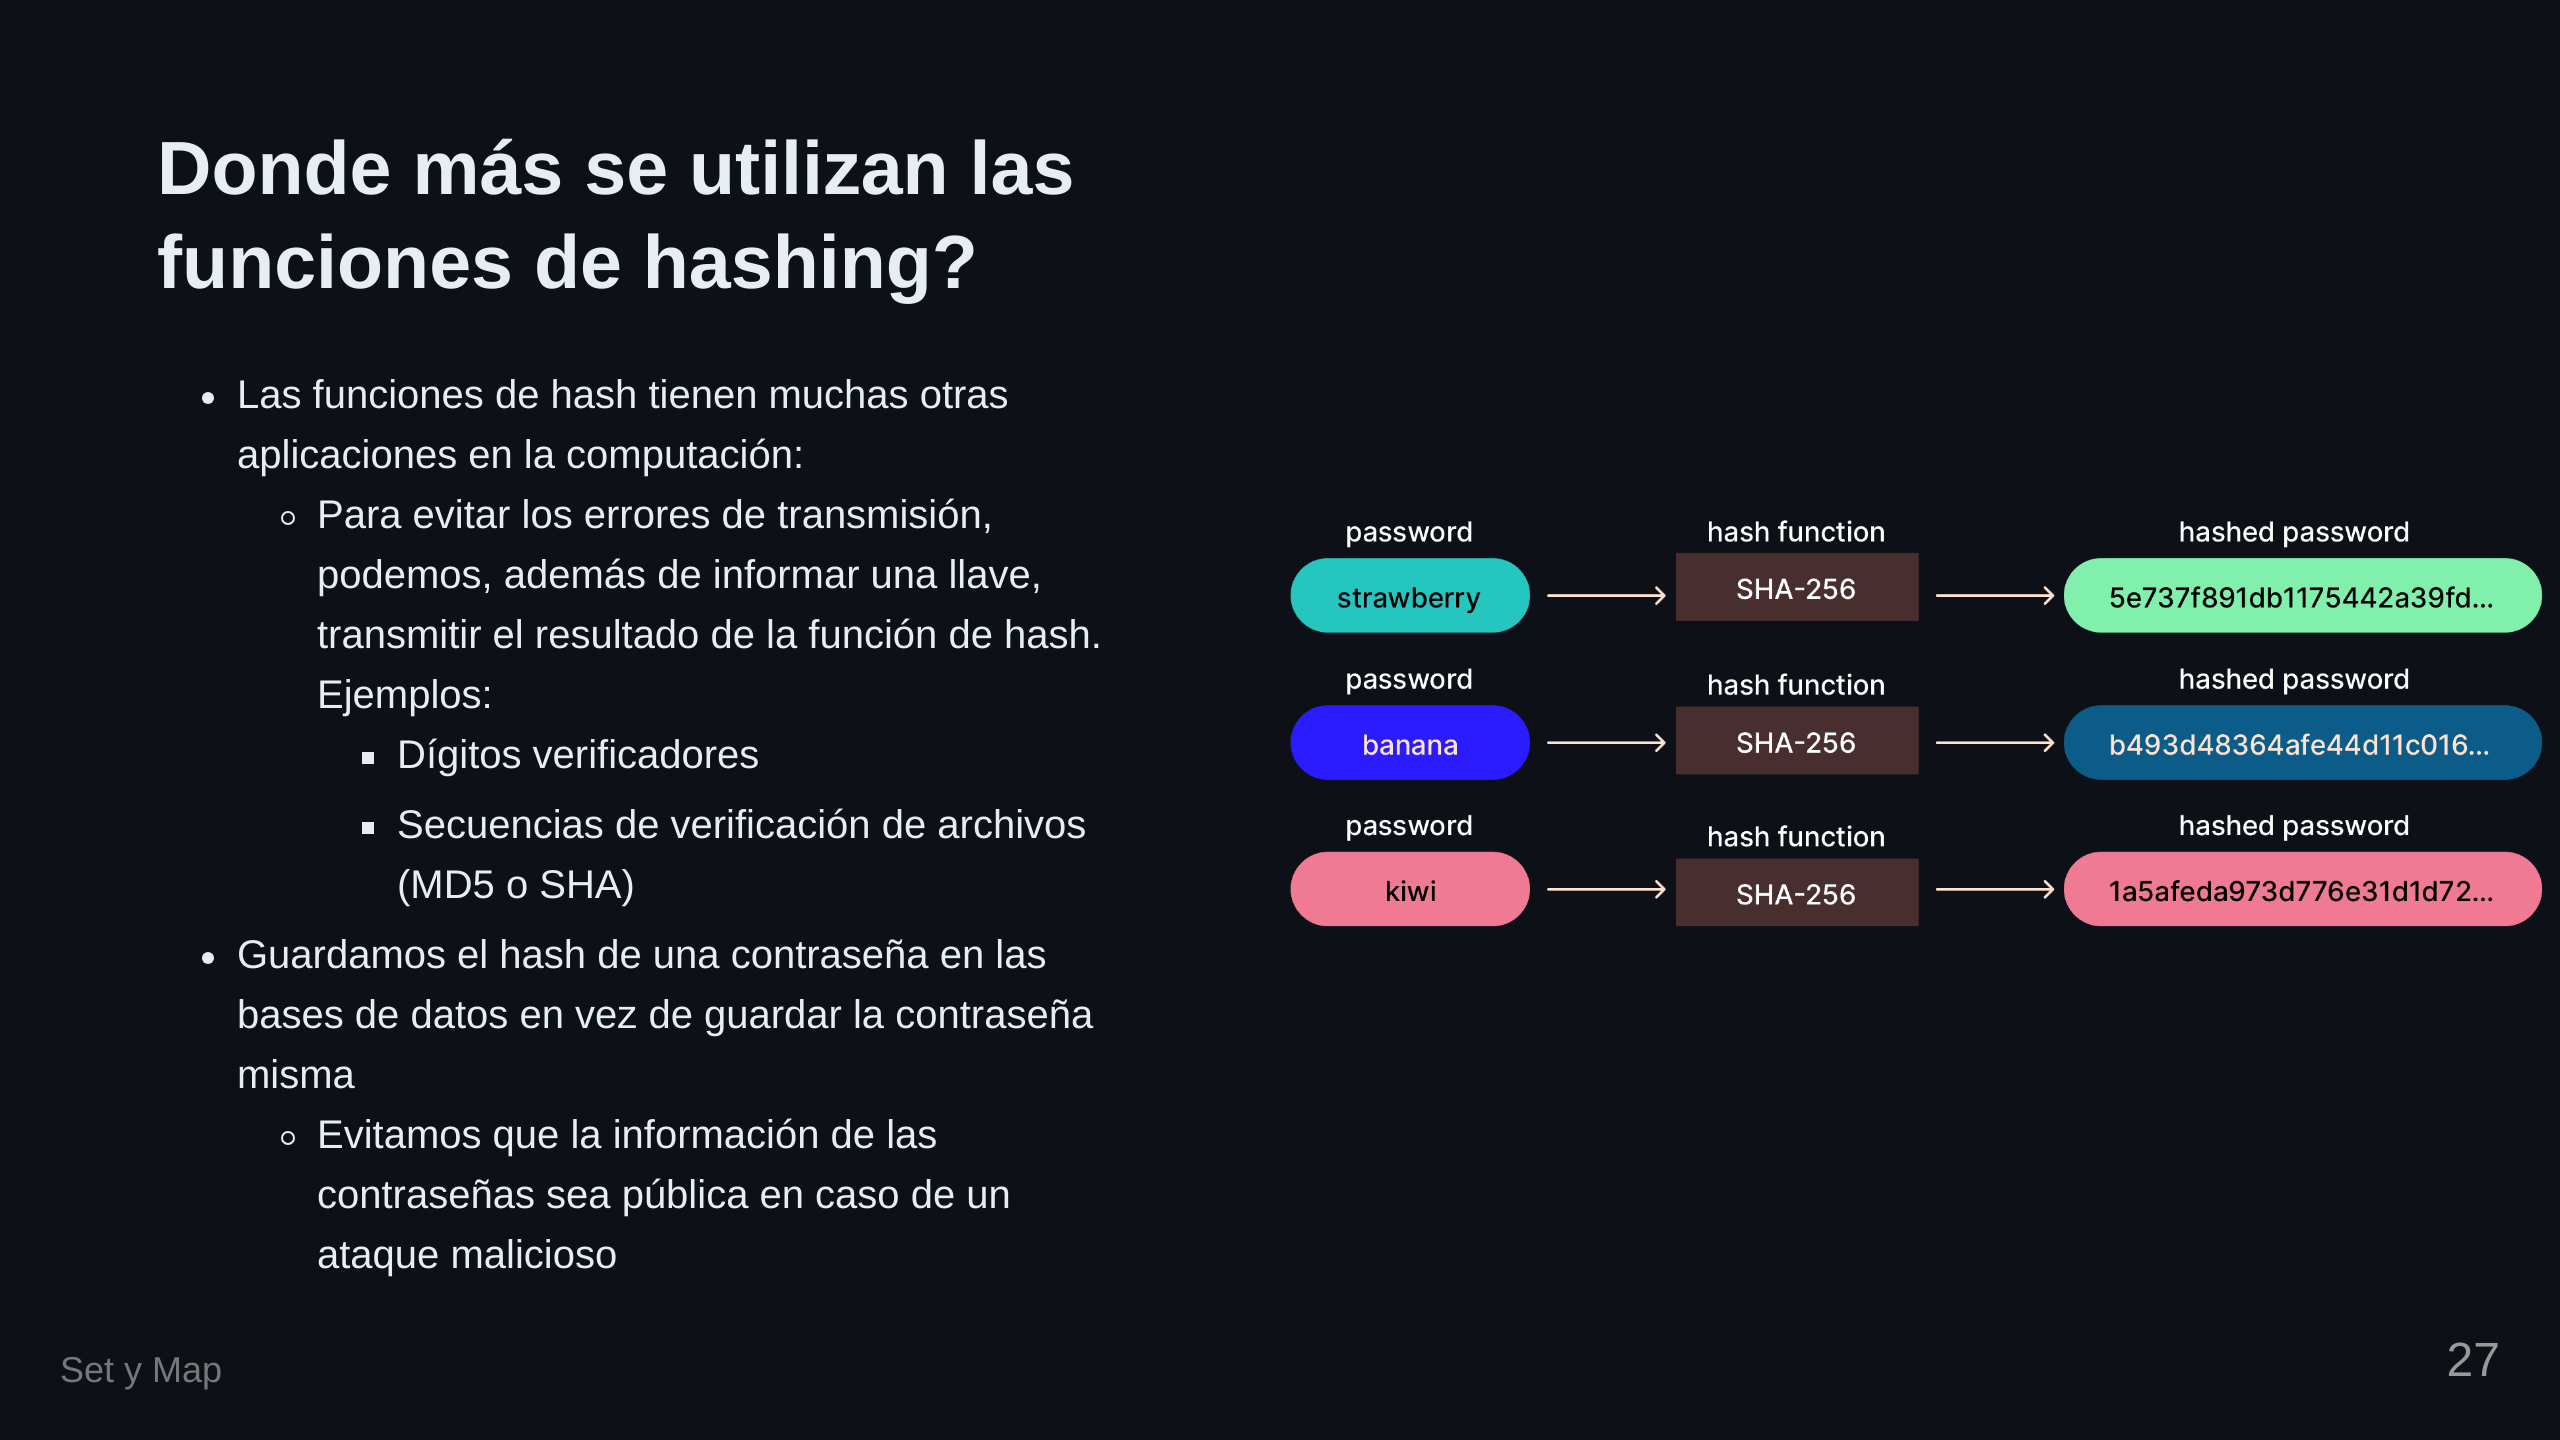 Donde más se utilizan las
funciones de hashing?
Las funciones de hash tienen muchas otras
aplicaciones en la computación:
Para evitar los errores de transmisión,
podemos, además de informar una llave,
transmitir el resultado de la función de hash.
Ejemplos:
Dígitos verificadores
Secuencias de verificación de archivos
(MD5 o SHA)
Guardamos el hash de una contraseña en las
bases de datos en vez de guardar la contraseña
misma
Evitamos que la información de las
contraseñas sea pública en caso de un
ataque malicioso
password hash function hashed password
strawberry SHA-256 5e737f891db1175442a39fd...
password hash function hashed password
banana SHA-256 b493d48364afe44d11c016...
password hash function hashed password
kiwi SHA-256 1a5afeda973d776e31d1d72...
Set y Map
27